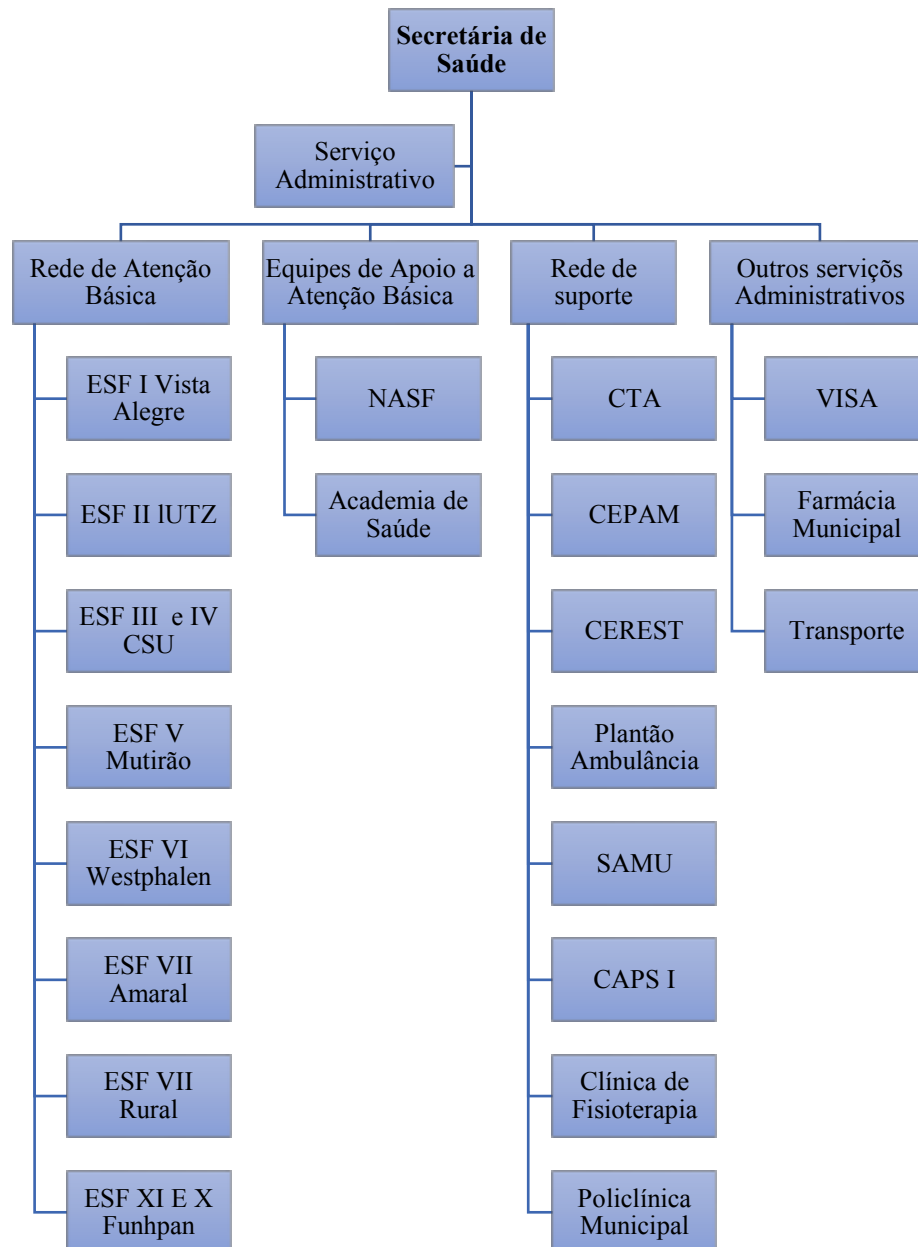 Secretária de
Saúde
Serviço
Administrativo
Rede de Atenção
Básica
Equipes de Apoio a
Atenção Básica
Rede de
suporte
Outros serviçõs
Administrativos
ESF I Vista
Alegre
ESF II lUTZ
ESF III e IV
CSU
ESF V
Mutirão
ESF VI
Westphalen
ESF VII
Amaral
ESF VII
Rural
ESF XI E X
Funhpan
NASF
Academia de
Saúde
CTA
CEPAM
CEREST
Plantão
Ambulância
SAMU
CAPS I
Clínica de
Fisioterapia
Policlínica
Municipal
VISA
Farmácia
Municipal
Transporte